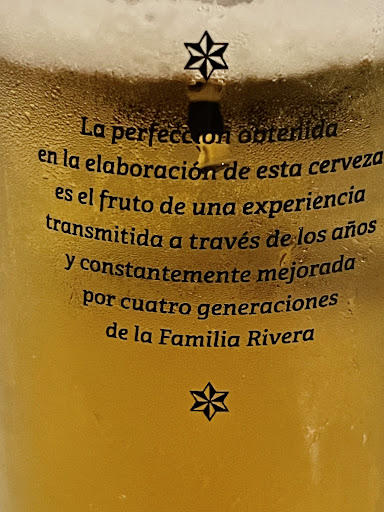 La perfección obtenida
en la elaboración de esta cerveza
es el fruto de una experiencia
transmitida a través de los años
y constantemente mejorada
por cuatro generaciones
de la Familia Rivera